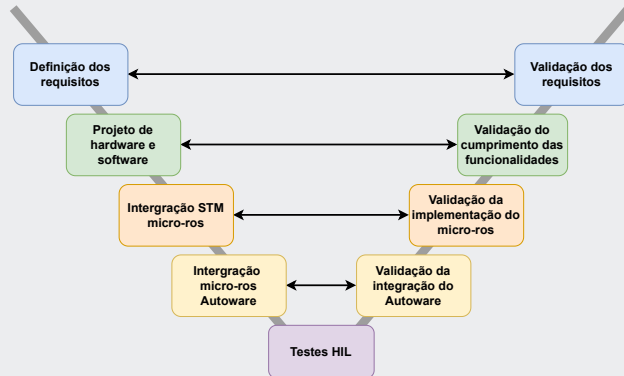 Definição dos
requisitos
Validação dos
requisitos
Projeto de
hardware e
software
Validação do
cumprimento das
funcionalidades
Intergração STM
micro-ros
Validação da
implementação do
micro-ros
Intergração
micro-ros
Autoware
Validação da
integração do
Autoware
Testes HIL